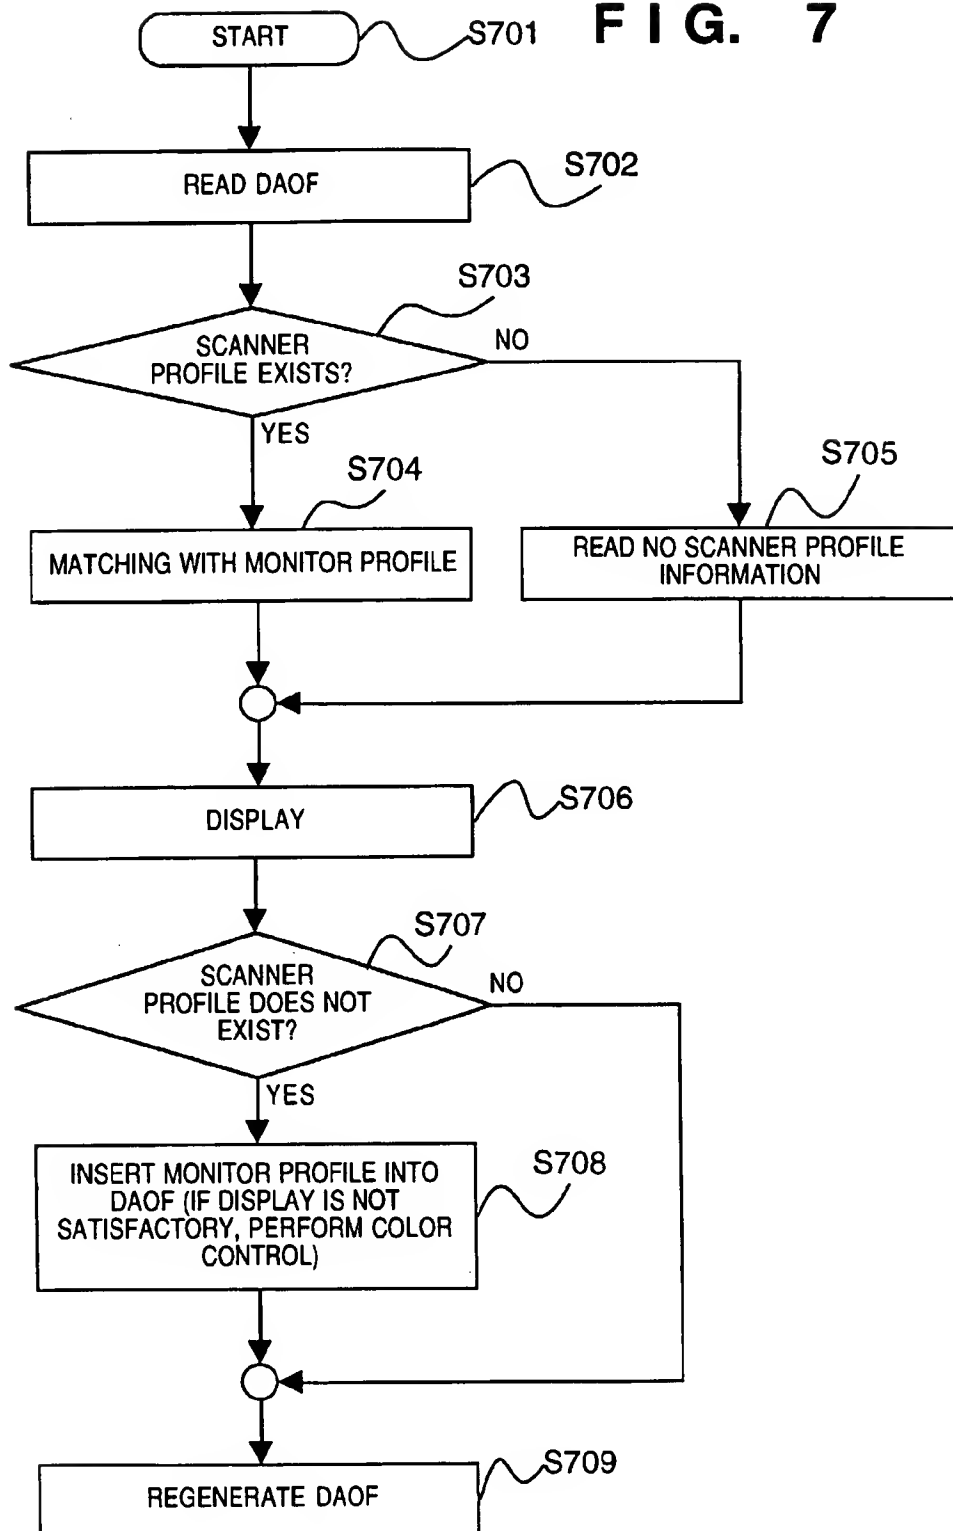 FIG. 7
START
S701
READ DAOF
S702
S703
SCANNER
PROFILE EXISTS?
NO
YES
S704
MATCHING WITH MONITOR PROFILE
S705
READ NO SCANNER PROFILE
INFORMATION
DISPLAY
S706
S707
SCANNER
PROFILE DOES NOT
EXIST?
NO
YES
INSERT MONITOR PROFILE INTO
DAOF (IF DISPLAY IS NOT
SATISFACTORY, PERFORM COLOR
CONTROL)
S708
REGENERATE DAOF
S709